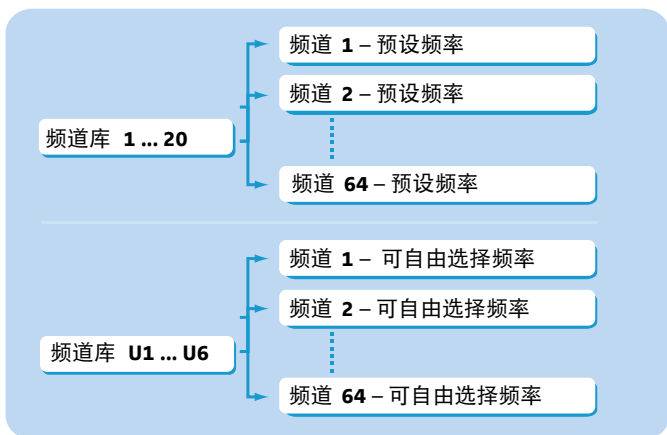 频道 1 – 预设频率
频道 2 – 预设频率
频道库 1 ... 20
频道 64 – 预设频率
频道 1 – 可自由选择频率
频道 2 – 可自由选择频率
频道库 U1 ... U6
频道 64 – 可自由选择频率